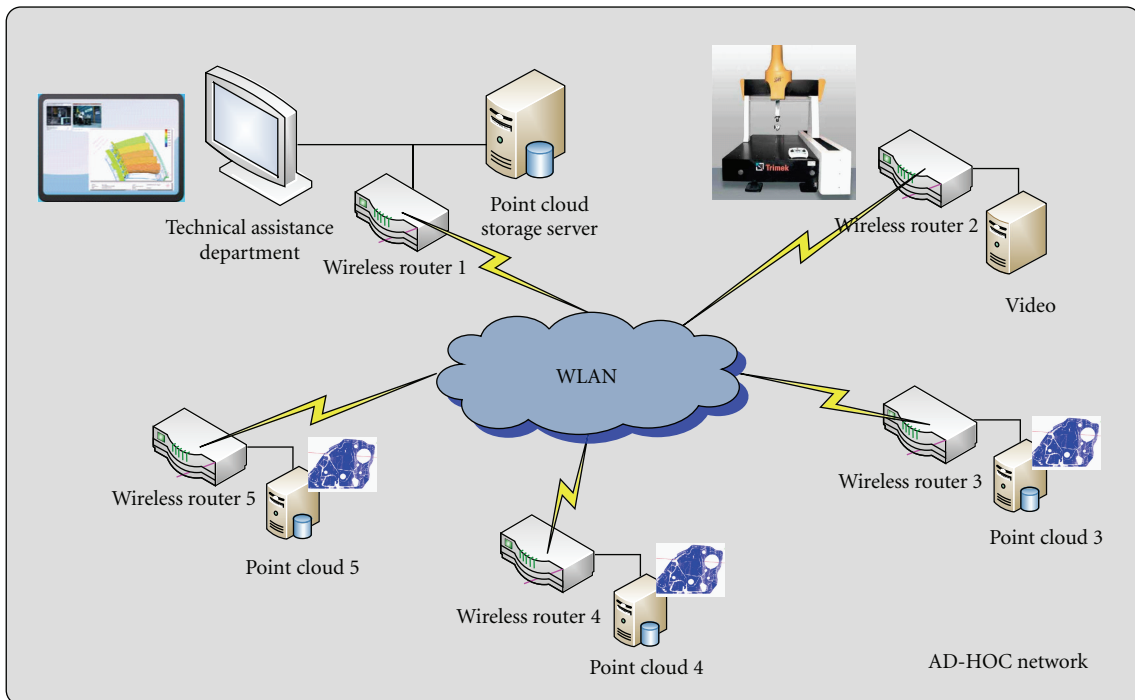 Trimek
Technical assistance
department
Point cloud
storage server
Wireless router 1
Wireless router 2
Video
WLAN
Wireless router 5
Point cloud 5
Wireless router 4
Point cloud 4
Wireless router 3
Point cloud 3
AD-HOC network